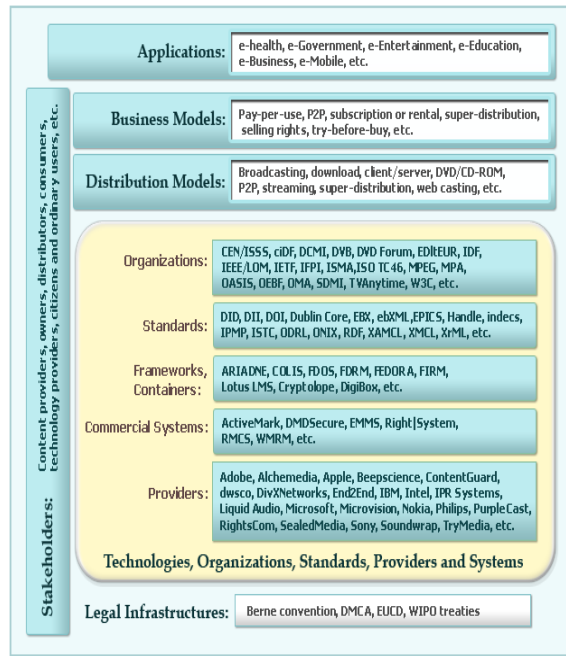 Applications:
e-health, e-Government, e-Entertainment, e-Education,
e-Business, e-Mobile, etc.
Stakeholders:
Content providers, owners, distributors, consumers,
technology providers, citizens and ordinary users, etc.
Business Models:
Pay-per-use, P2P, subscription or rental, super-distribution,
selling rights, try-before-buy, etc.
Distribution Models:
Broadcasting, download, client/server, DVD/CD-ROM,
P2P, streaming, super-distribution, web casting, etc.
Organizations:
CEN/ISSS, ciDF, DCMI, DVB, DVD Forum, EDItEUR, IDF,
IEEE/LOM, IETF, IFPI, ISMA,ISO TC46, MPEG, MPA,
OASIS, OEBF, OMA, SDMI, TVAnytime, W3C, etc.
Standards:
DID, DII, DOI, Dublin Core, EBX, ebXML,EPICS, Handle, indecs,
IPMP, ISTC, ODRL, ONIX, RDF, XAMCL, XMCL, XrML, etc.
Frameworks,
Containers:
ARIADNE, COLIS, FDOS, FDRM, FEDORA, FIRM,
Lotus LMS, Cryptolope, DigiBox, etc.
Commercial Systems:
ActiveMark, DMDSecure, EMMS, Right|System,
RMCS, WMRM, etc.
Providers:
Adobe, Alchemedia, Apple, Beepscience, ContentGuard,
dwsco, DivXNetworks, End2End, IBM, Intel, IPR Systems,
Liquid Audio, Microsoft, Microvision, Nokia, Philips, PurpleCast,
RightsCom, SealedMedia, Sony, Soundwrap, TryMedia, etc.
Technologies, Organizations, Standards, Providers and Systems
Legal Infrastructures:
Berne convention, DMCA, EUCD, WIPO treaties